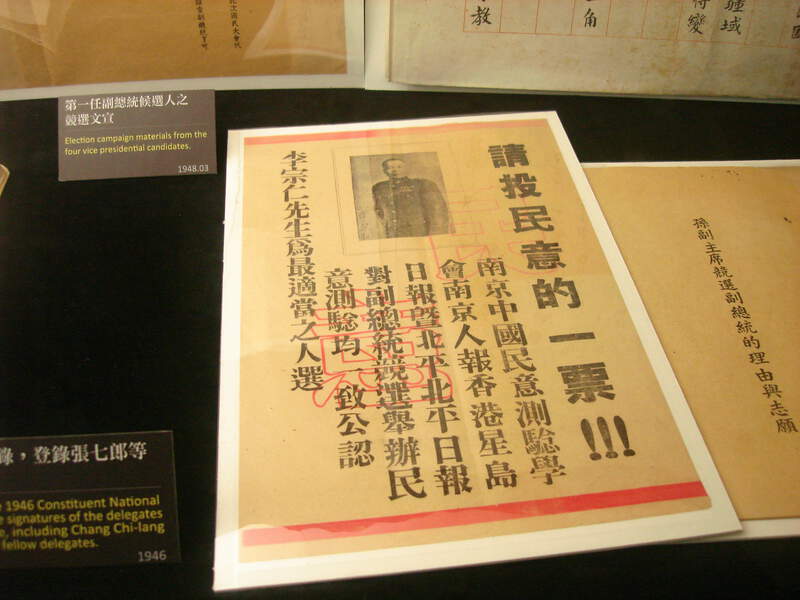 疆域
變
角
教
第一任副總統候選人之
競選文宣
Election campaign materials from the
four vice presidential candidates.
1948.03
請投民意的一票!!!
南京中國民意測驗學
會南京人報香港星島
日報暨北平北平日報
對副總統競選舉辦民
意測驗均一致公認
李宗仁先生爲最適當之人選
孫副主席競選副總統的理由與志願
錄，登錄張七郎等
1946 Constituent National
signatures of the delegates
including Chang Chi-lang
fellow delegates.
1946